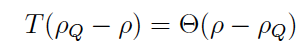 T(ρ_Q − ρ) = Θ(ρ − ρ_Q)